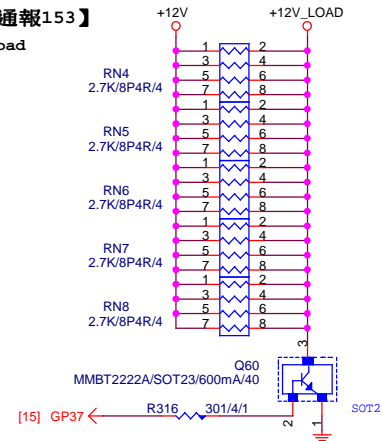 通報153】
oad
+12V +12V_LOAD
1 2
3 4
RN4 5 6
2.7K/8P4R/4 7 8
1 2
3 4
RN5 5 6
2.7K/8P4R/4 7 8
1 2
3 4
RN6 5 6
2.7K/8P4R/4 7 8
1 2
3 4
RN7 5 6
2.7K/8P4R/4 7 8
1 2
3 4
RN8 5 6
2.7K/8P4R/4 7 8
3
Q60
MMBT2222A/SOT23/600mA/40
SOT2
[15] GP37 R316 301/4/1 2 1